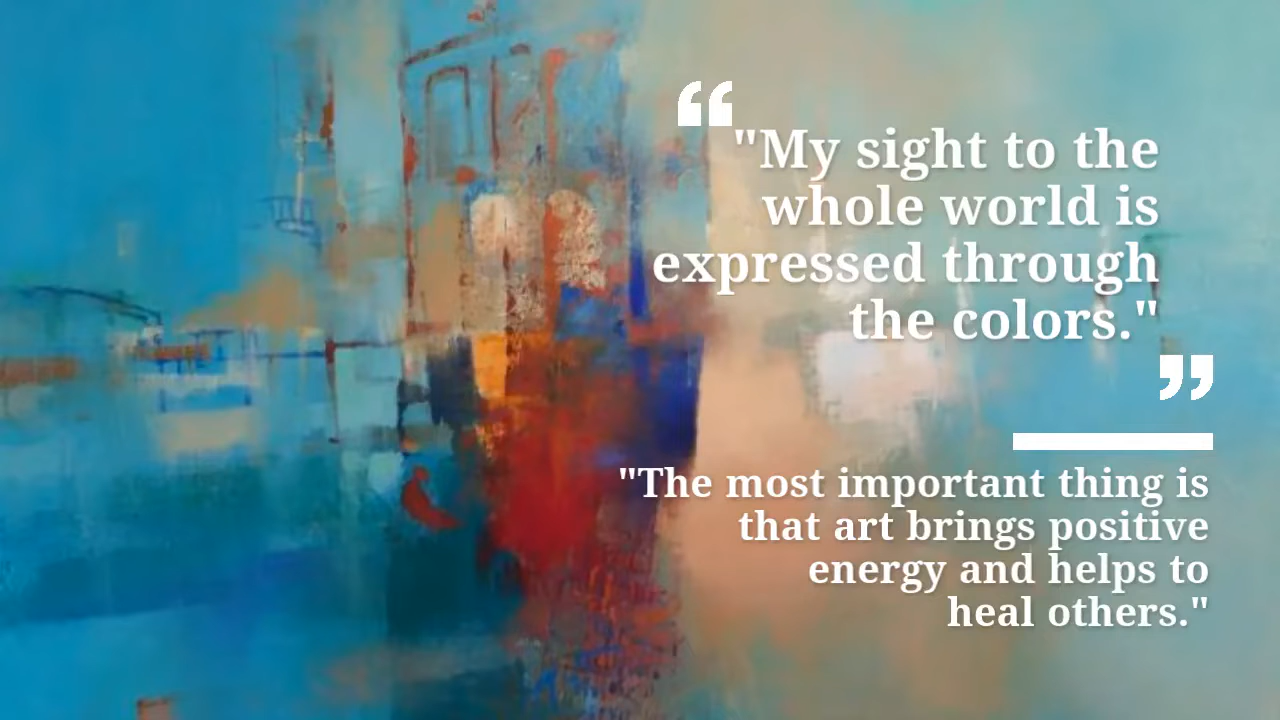 "My sight to the
whole world is
expressed through
the colors."
"The most important thing is
that art brings positive
energy and helps to
heal others."